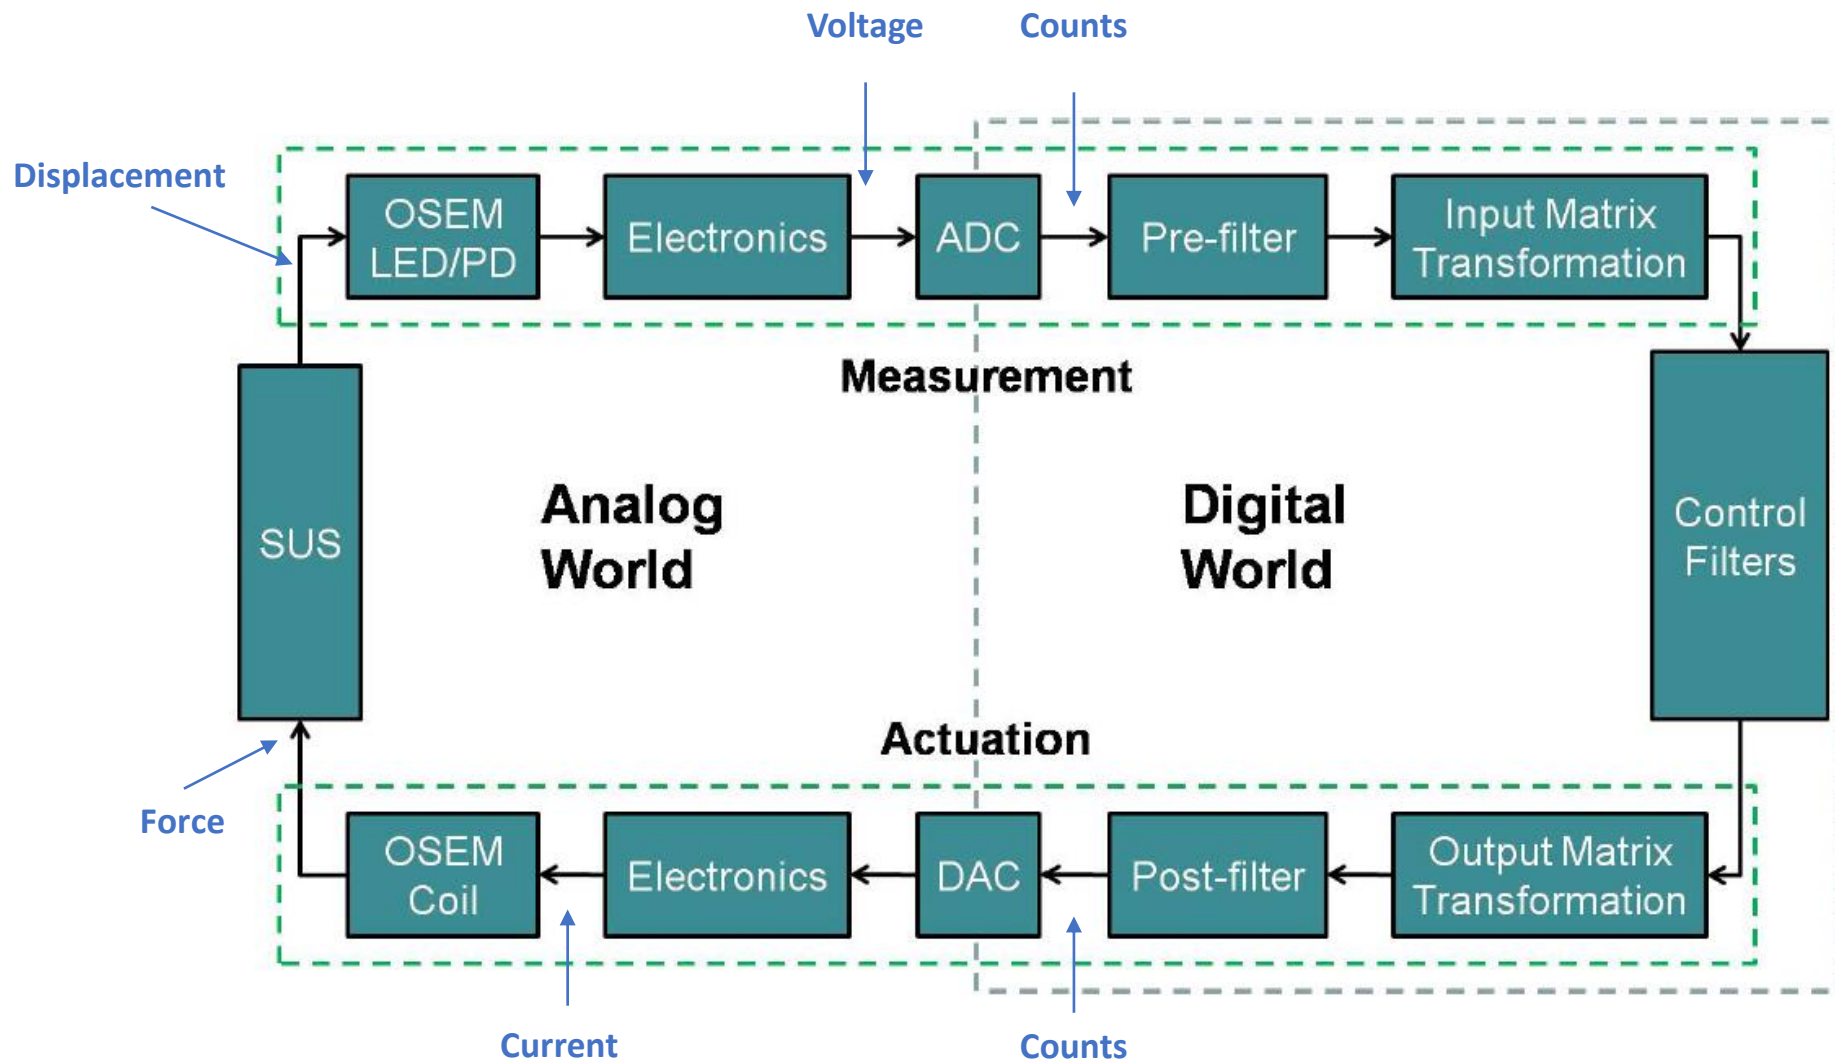 Voltage
Counts
Displacement
OSEM
LED/PD
Electronics
ADC
Pre-filter
Input Matrix
Transformation
Measurement
SUS
Analog
World
Digital
World
Control
Filters
Actuation
Force
OSEM
Coil
Electronics
DAC
Post-filter
Output Matrix
Transformation
Current
Counts